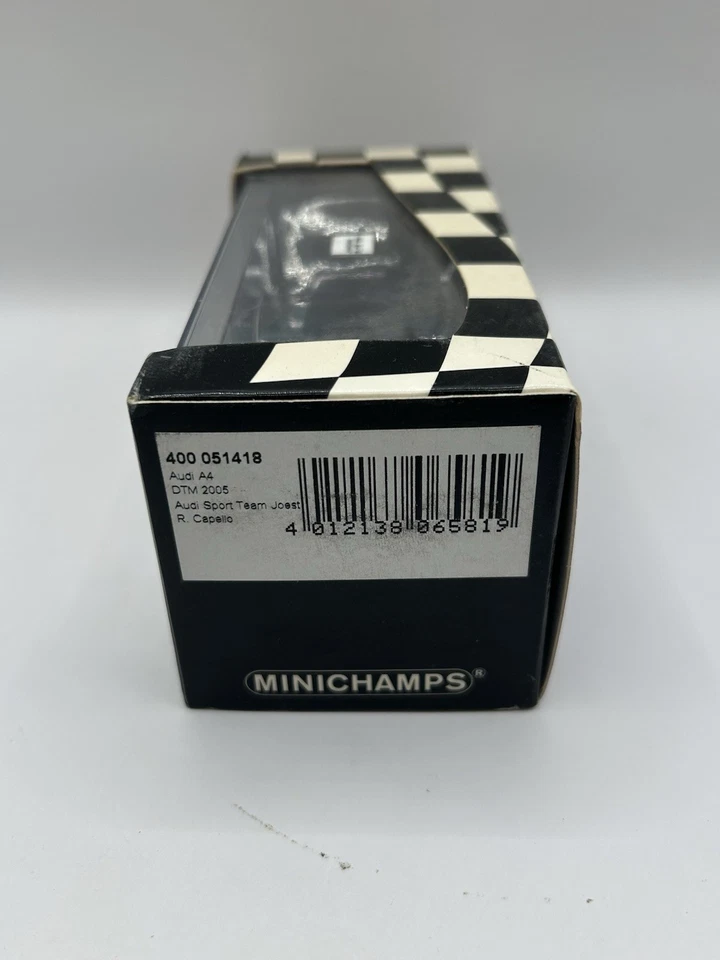 400 051418
Audi A4
DTM 2005
Audi Sport Team Joest
R. Capello
4 012138 065819
MINICHAMPS®